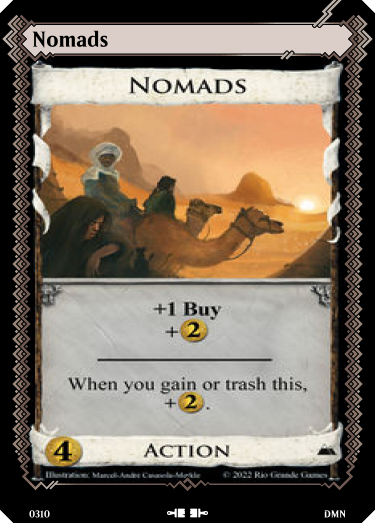 Nomads
NOMADS
+1 Buy
+2
When you gain or trash this,
+2.
4 ACTION
Illustration: Marcel-André Casasola-Merkle © 2022 Rio Grande Games
0310 DMN